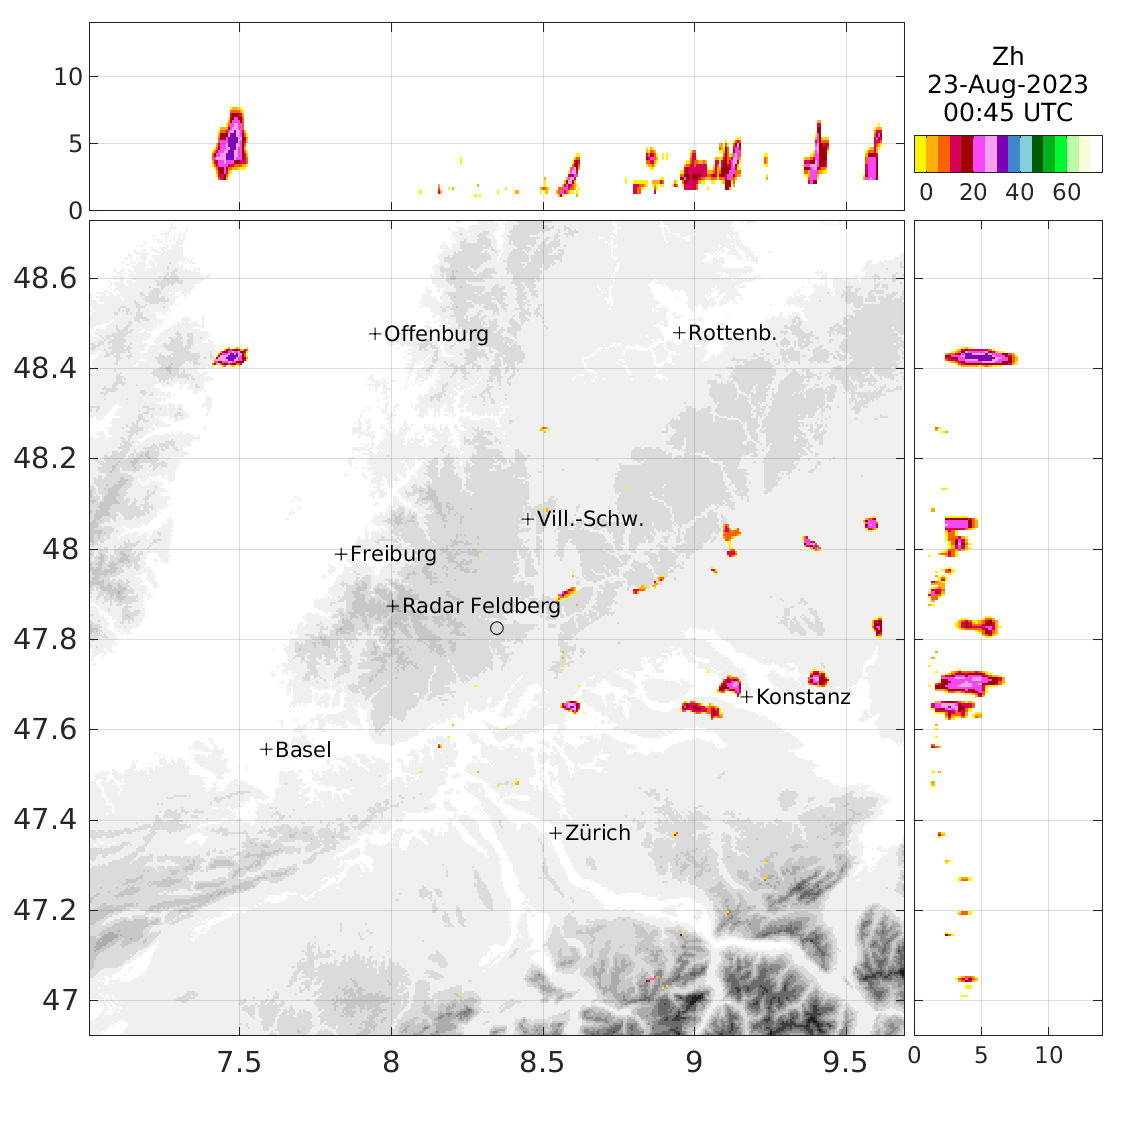 10
5
0
Zh
23-Aug-2023
00:45 UTC
0 20 40 60
48.6
48.4
48.2
48
47.8
47.6
47.4
47.2
47
+Offenburg
+Rottenb.
+Vill.-Schw.
+Freiburg
+Radar Feldberg
+Konstanz
+Basel
+Zürich
7.5 8 8.5 9 9.5
0 5 10